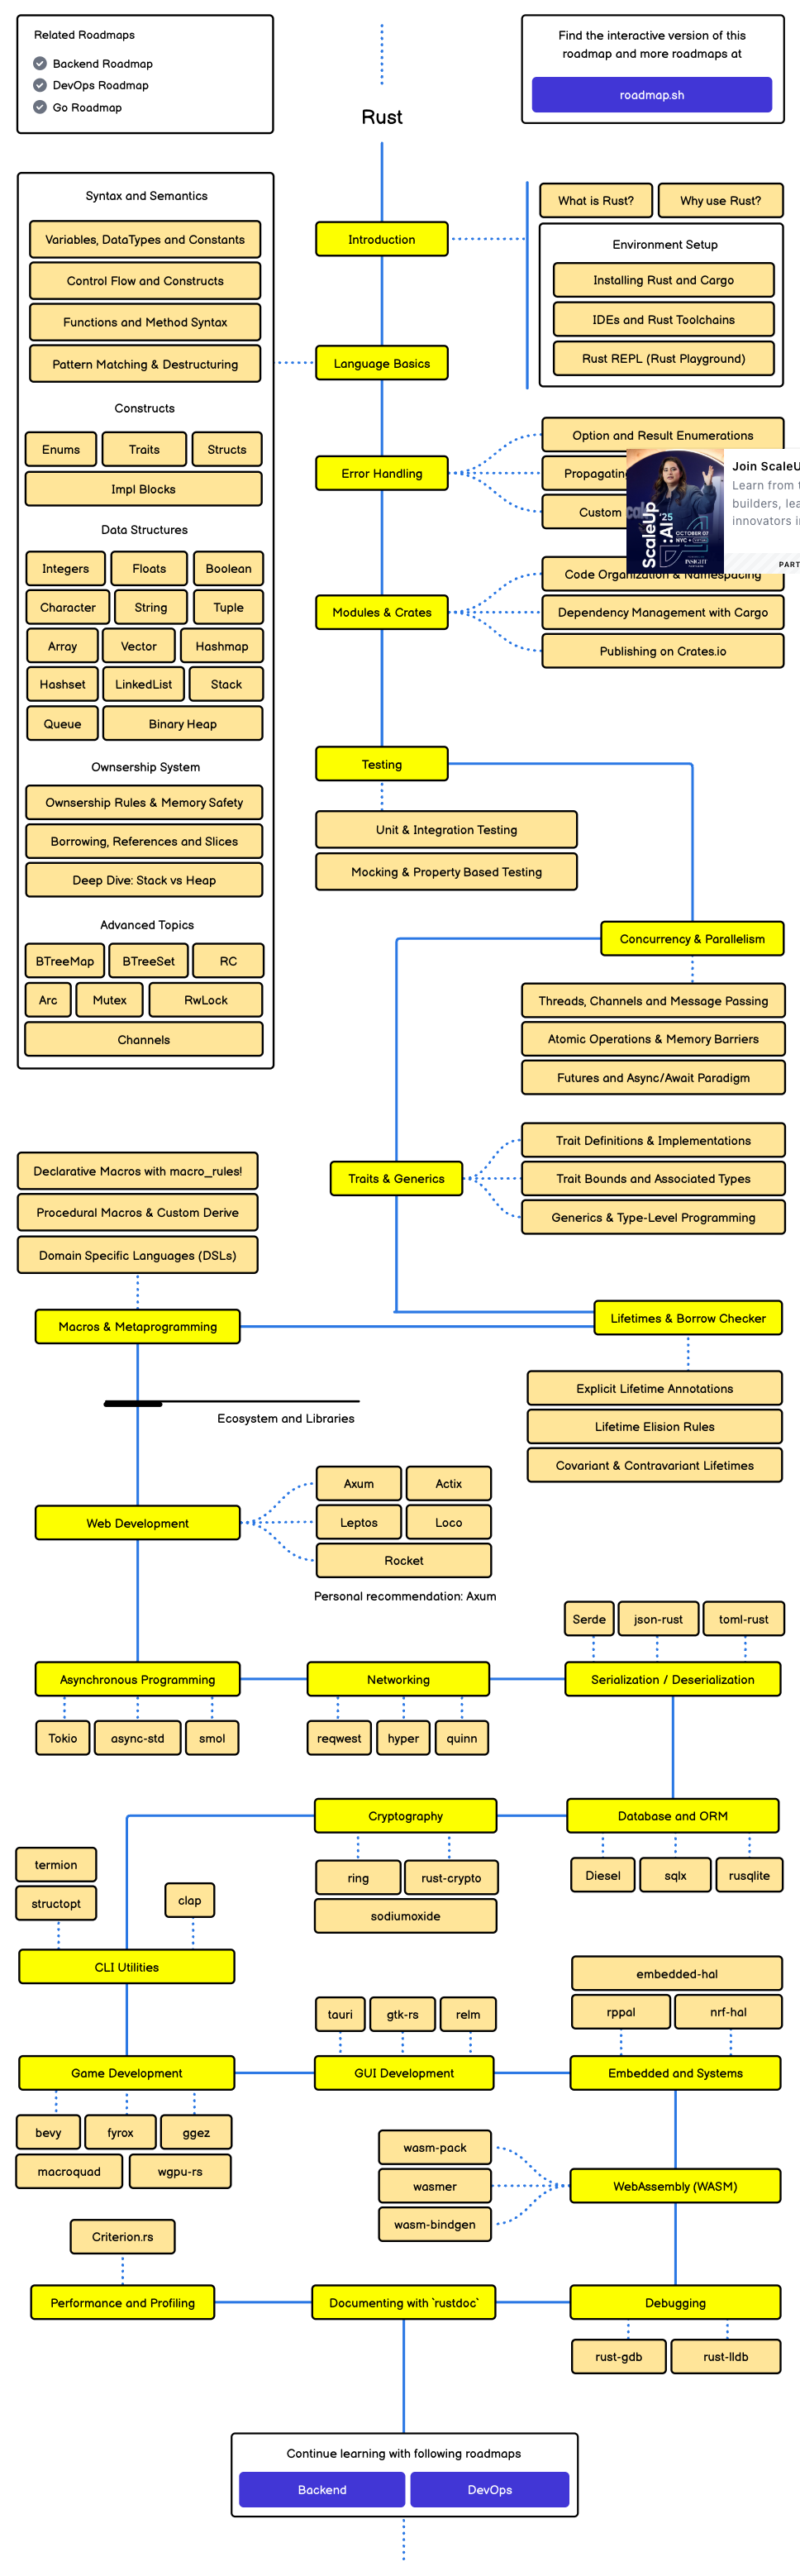 Related Roadmaps
Backend Roadmap
DevOps Roadmap
Go Roadmap
Find the interactive version of this
roadmap and more roadmaps at
roadmap.sh
Rust
Introduction
What is Rust?
Why use Rust?
Environment Setup
Installing Rust and Cargo
IDEs and Rust Toolchains
Rust REPL (Rust Playground)
Syntax and Semantics
Variables, DataTypes and Constants
Control Flow and Constructs
Functions and Method Syntax
Pattern Matching & Destructuring
Constructs
Enums
Traits
Structs
Impl Blocks
Data Structures
Integers
Floats
Boolean
Character
String
Tuple
Array
Vector
Hashmap
Hashset
LinkedList
Stack
Queue
Binary Heap
Ownsership System
Ownsership Rules & Memory Safety
Borrowing, References and Slices
Deep Dive: Stack vs Heap
Advanced Topics
BTreeMap
BTreeSet
RC
Arc
Mutex
RwLock
Channels
Language Basics
Error Handling
Option and Result Enumerations
Propagating
Custom
ScaleUp
:AI '25
OCTOBER 07
NYC +
INSIGHT
Join ScaleU
Learn from t
builders, lea
innovators i
PART
Modules & Crates
Code Organization & Namespacing
Dependency Management with Cargo
Publishing on Crates.io
Testing
Unit & Integration Testing
Mocking & Property Based Testing
Concurrency & Parallelism
Threads, Channels and Message Passing
Atomic Operations & Memory Barriers
Futures and Async/Await Paradigm
Traits & Generics
Trait Definitions & Implementations
Trait Bounds and Associated Types
Generics & Type-Level Programming
Lifetimes & Borrow Checker
Explicit Lifetime Annotations
Lifetime Elision Rules
Covariant & Contravariant Lifetimes
Declarative Macros with macro_rules!
Procedural Macros & Custom Derive
Domain Specific Languages (DSLs)
Macros & Metaprogramming
Ecosystem and Libraries
Web Development
Axum
Actix
Leptos
Loco
Rocket
Personal recommendation: Axum
Asynchronous Programming
Tokio
async-std
smol
Networking
reqwest
hyper
quinn
Serde
json-rust
toml-rust
Serialization / Deserialization
Database and ORM
Diesel
sqlx
rusqlite
Cryptography
ring
rust-crypto
sodiumoxide
termion
structopt
clap
CLI Utilities
Game Development
bevy
fyrox
ggez
macroquad
wgpu-rs
tauri
gtk-rs
relm
GUI Development
embedded-hal
rppal
nrf-hal
Embedded and Systems
wasm-pack
wasmer
wasm-bindgen
WebAssembly (WASM)
Criterion.rs
Performance and Profiling
Documenting with `rustdoc`
Debugging
rust-gdb
rust-lldb
Continue learning with following roadmaps
Backend
DevOps